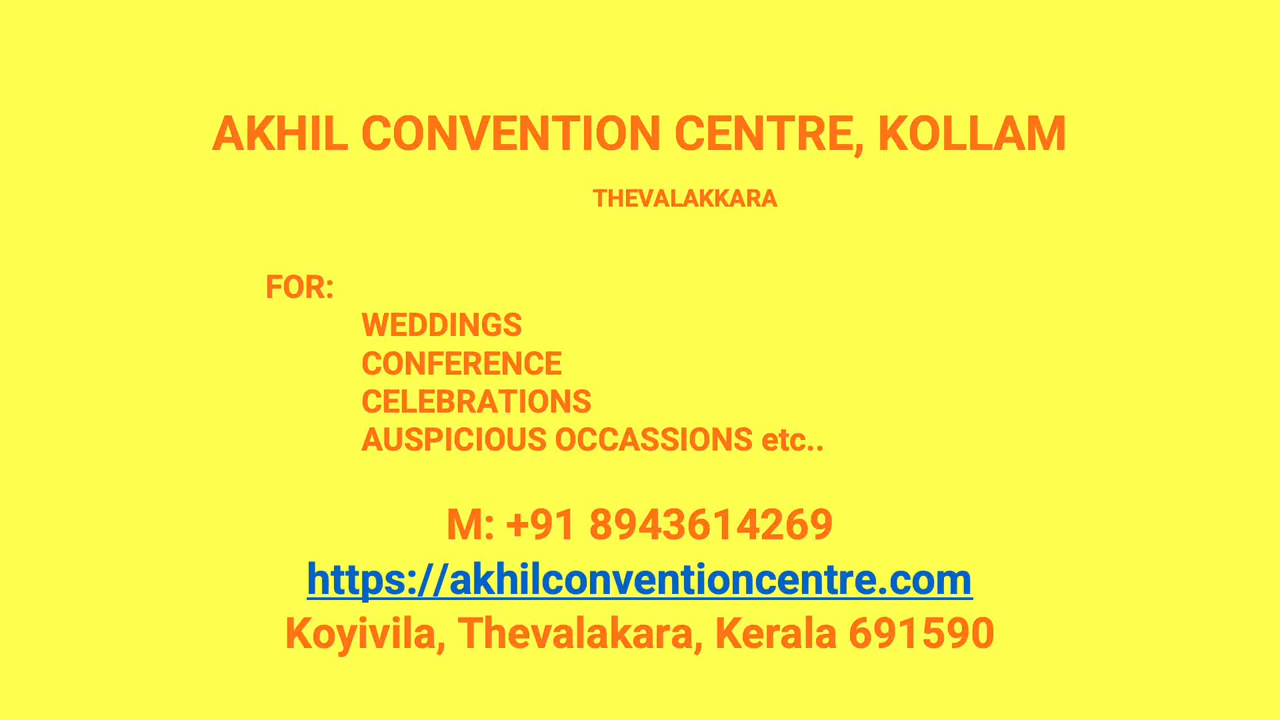 AKHIL CONVENTION CENTRE, KOLLAM
THEVALAKKARA
FOR:
WEDDINGS
CONFERENCE
CELEBRATIONS
AUSPICIOUS OCCASSIONS etc..
M: +91 8943614269
https://akhilconventioncentre.com
Koyivila, Thevalakara, Kerala 691590